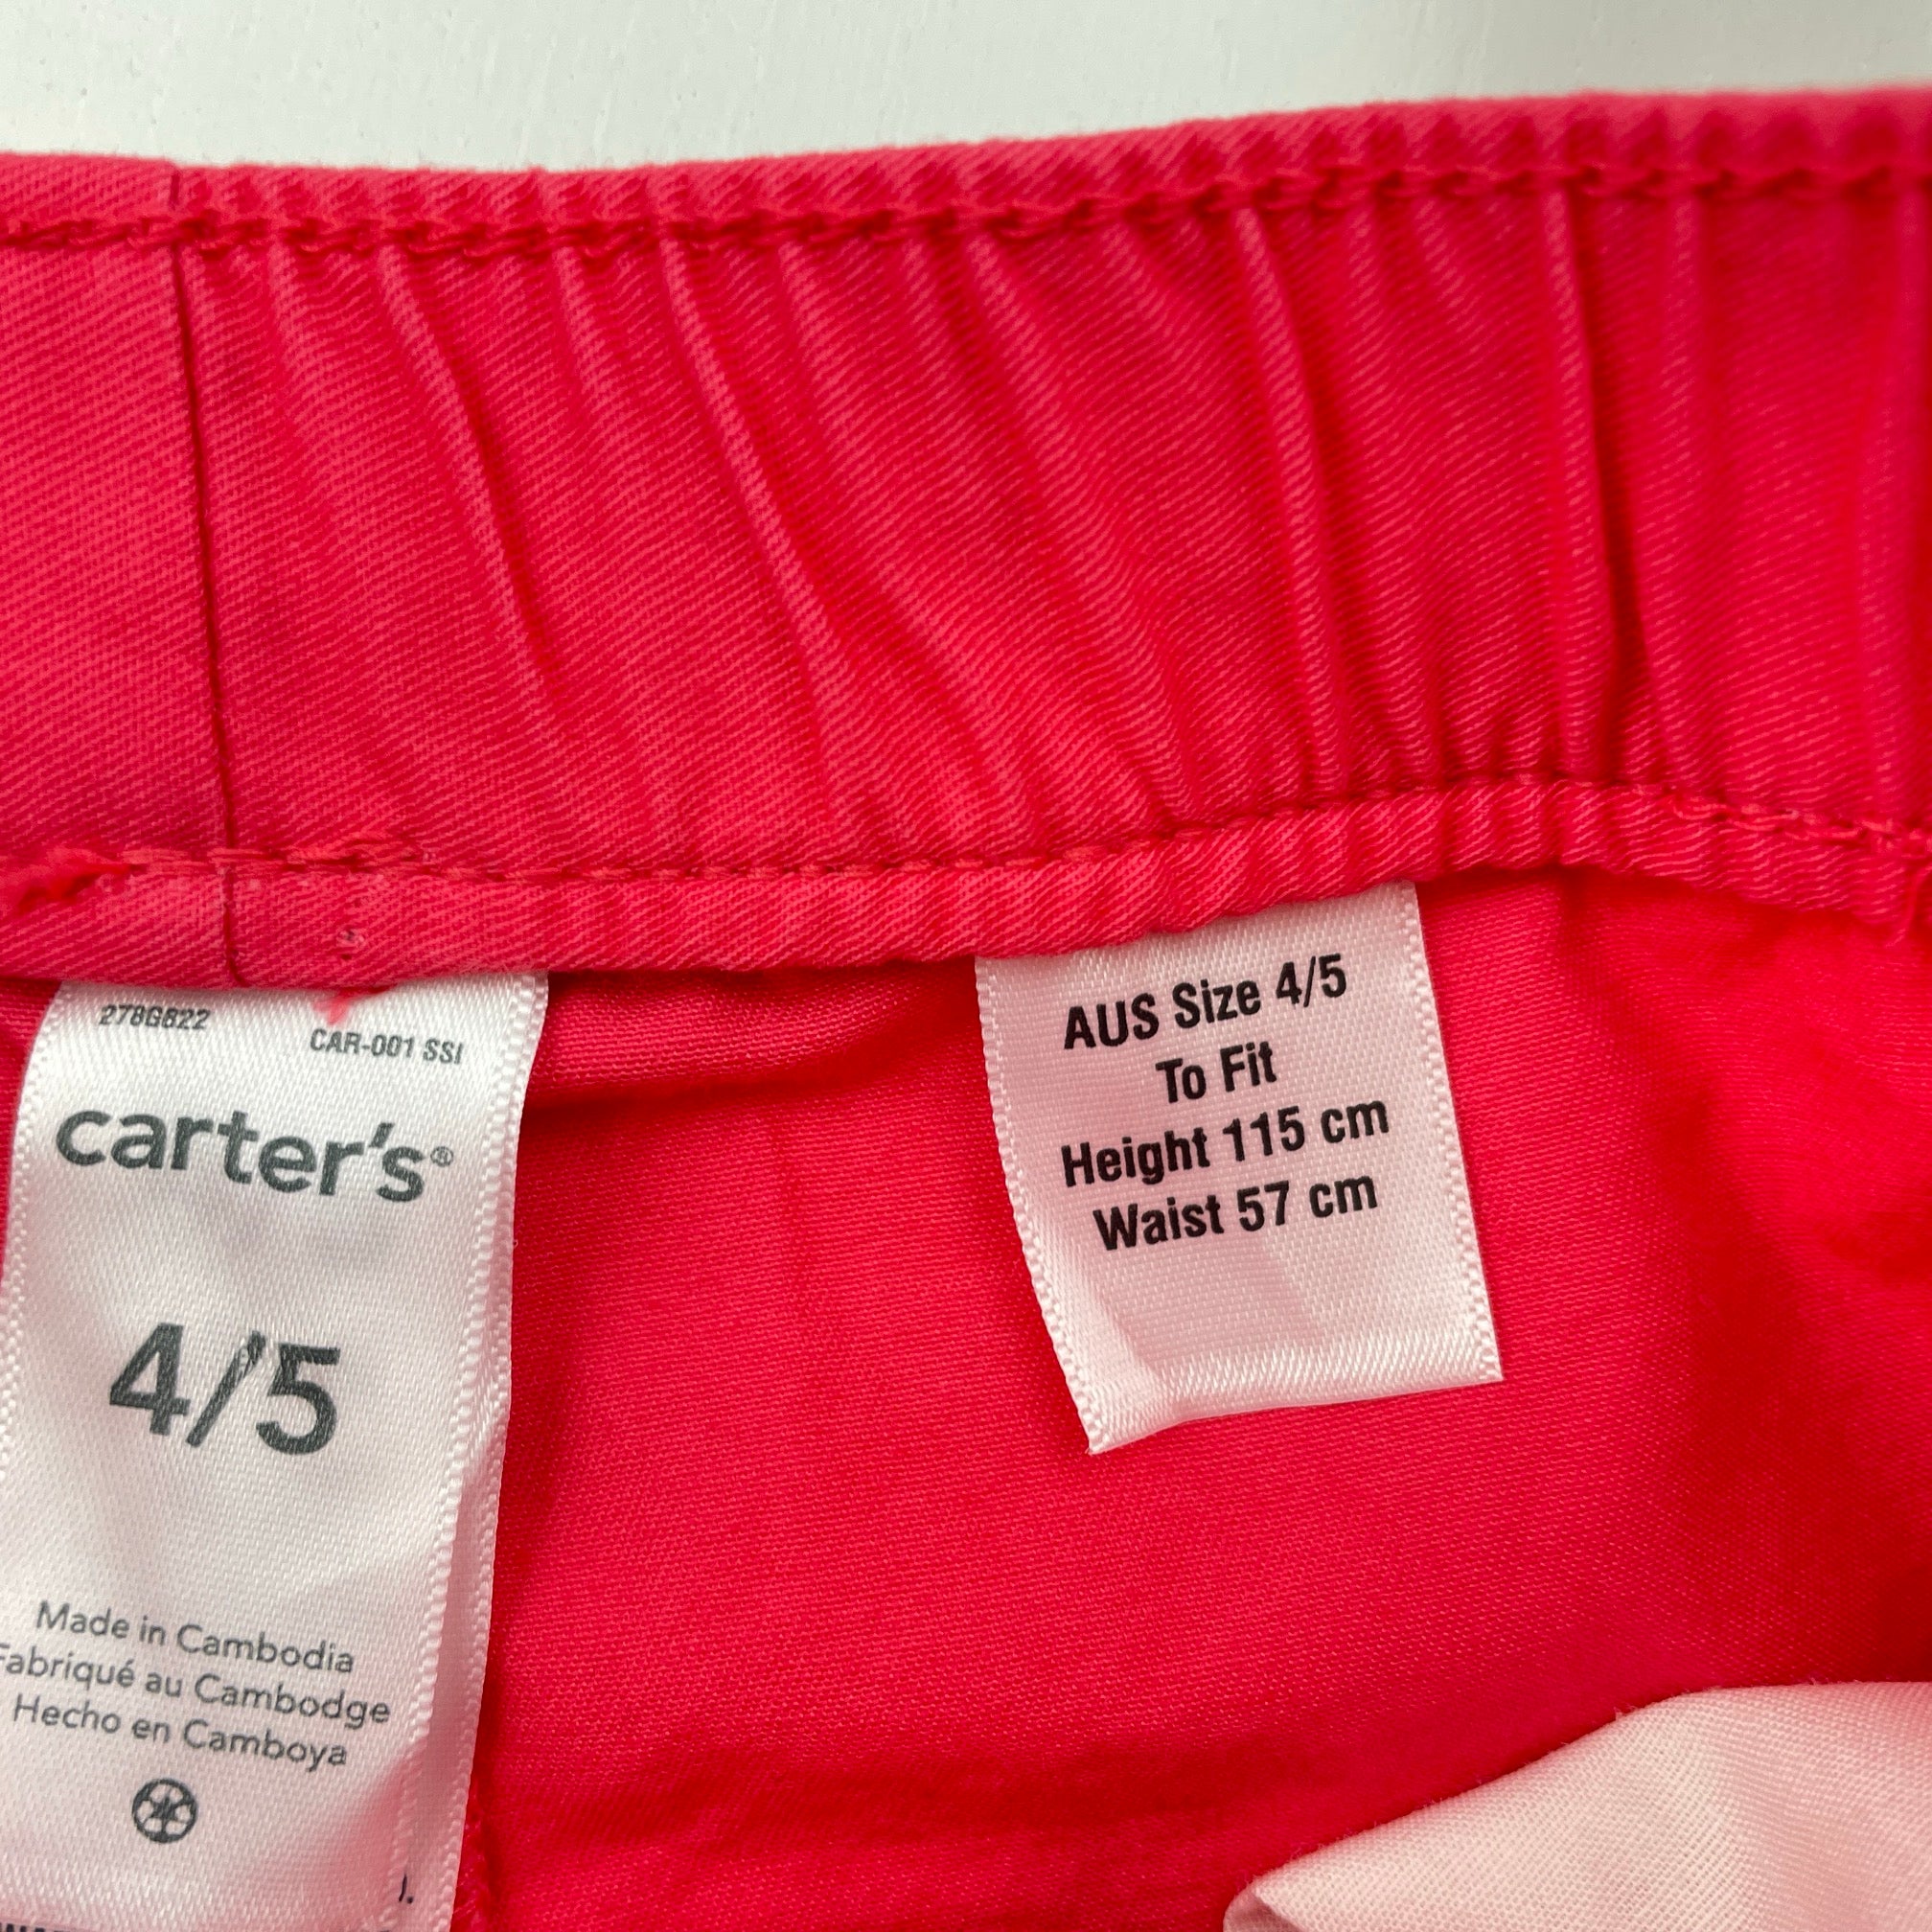 278G822
CAR-001 SSI
carter's®
4/5
Made in Cambodia
Fabriqué au Cambodge
Hecho en Camboya
AUS Size 4/5
To Fit
Height 115 cm
Waist 57 cm